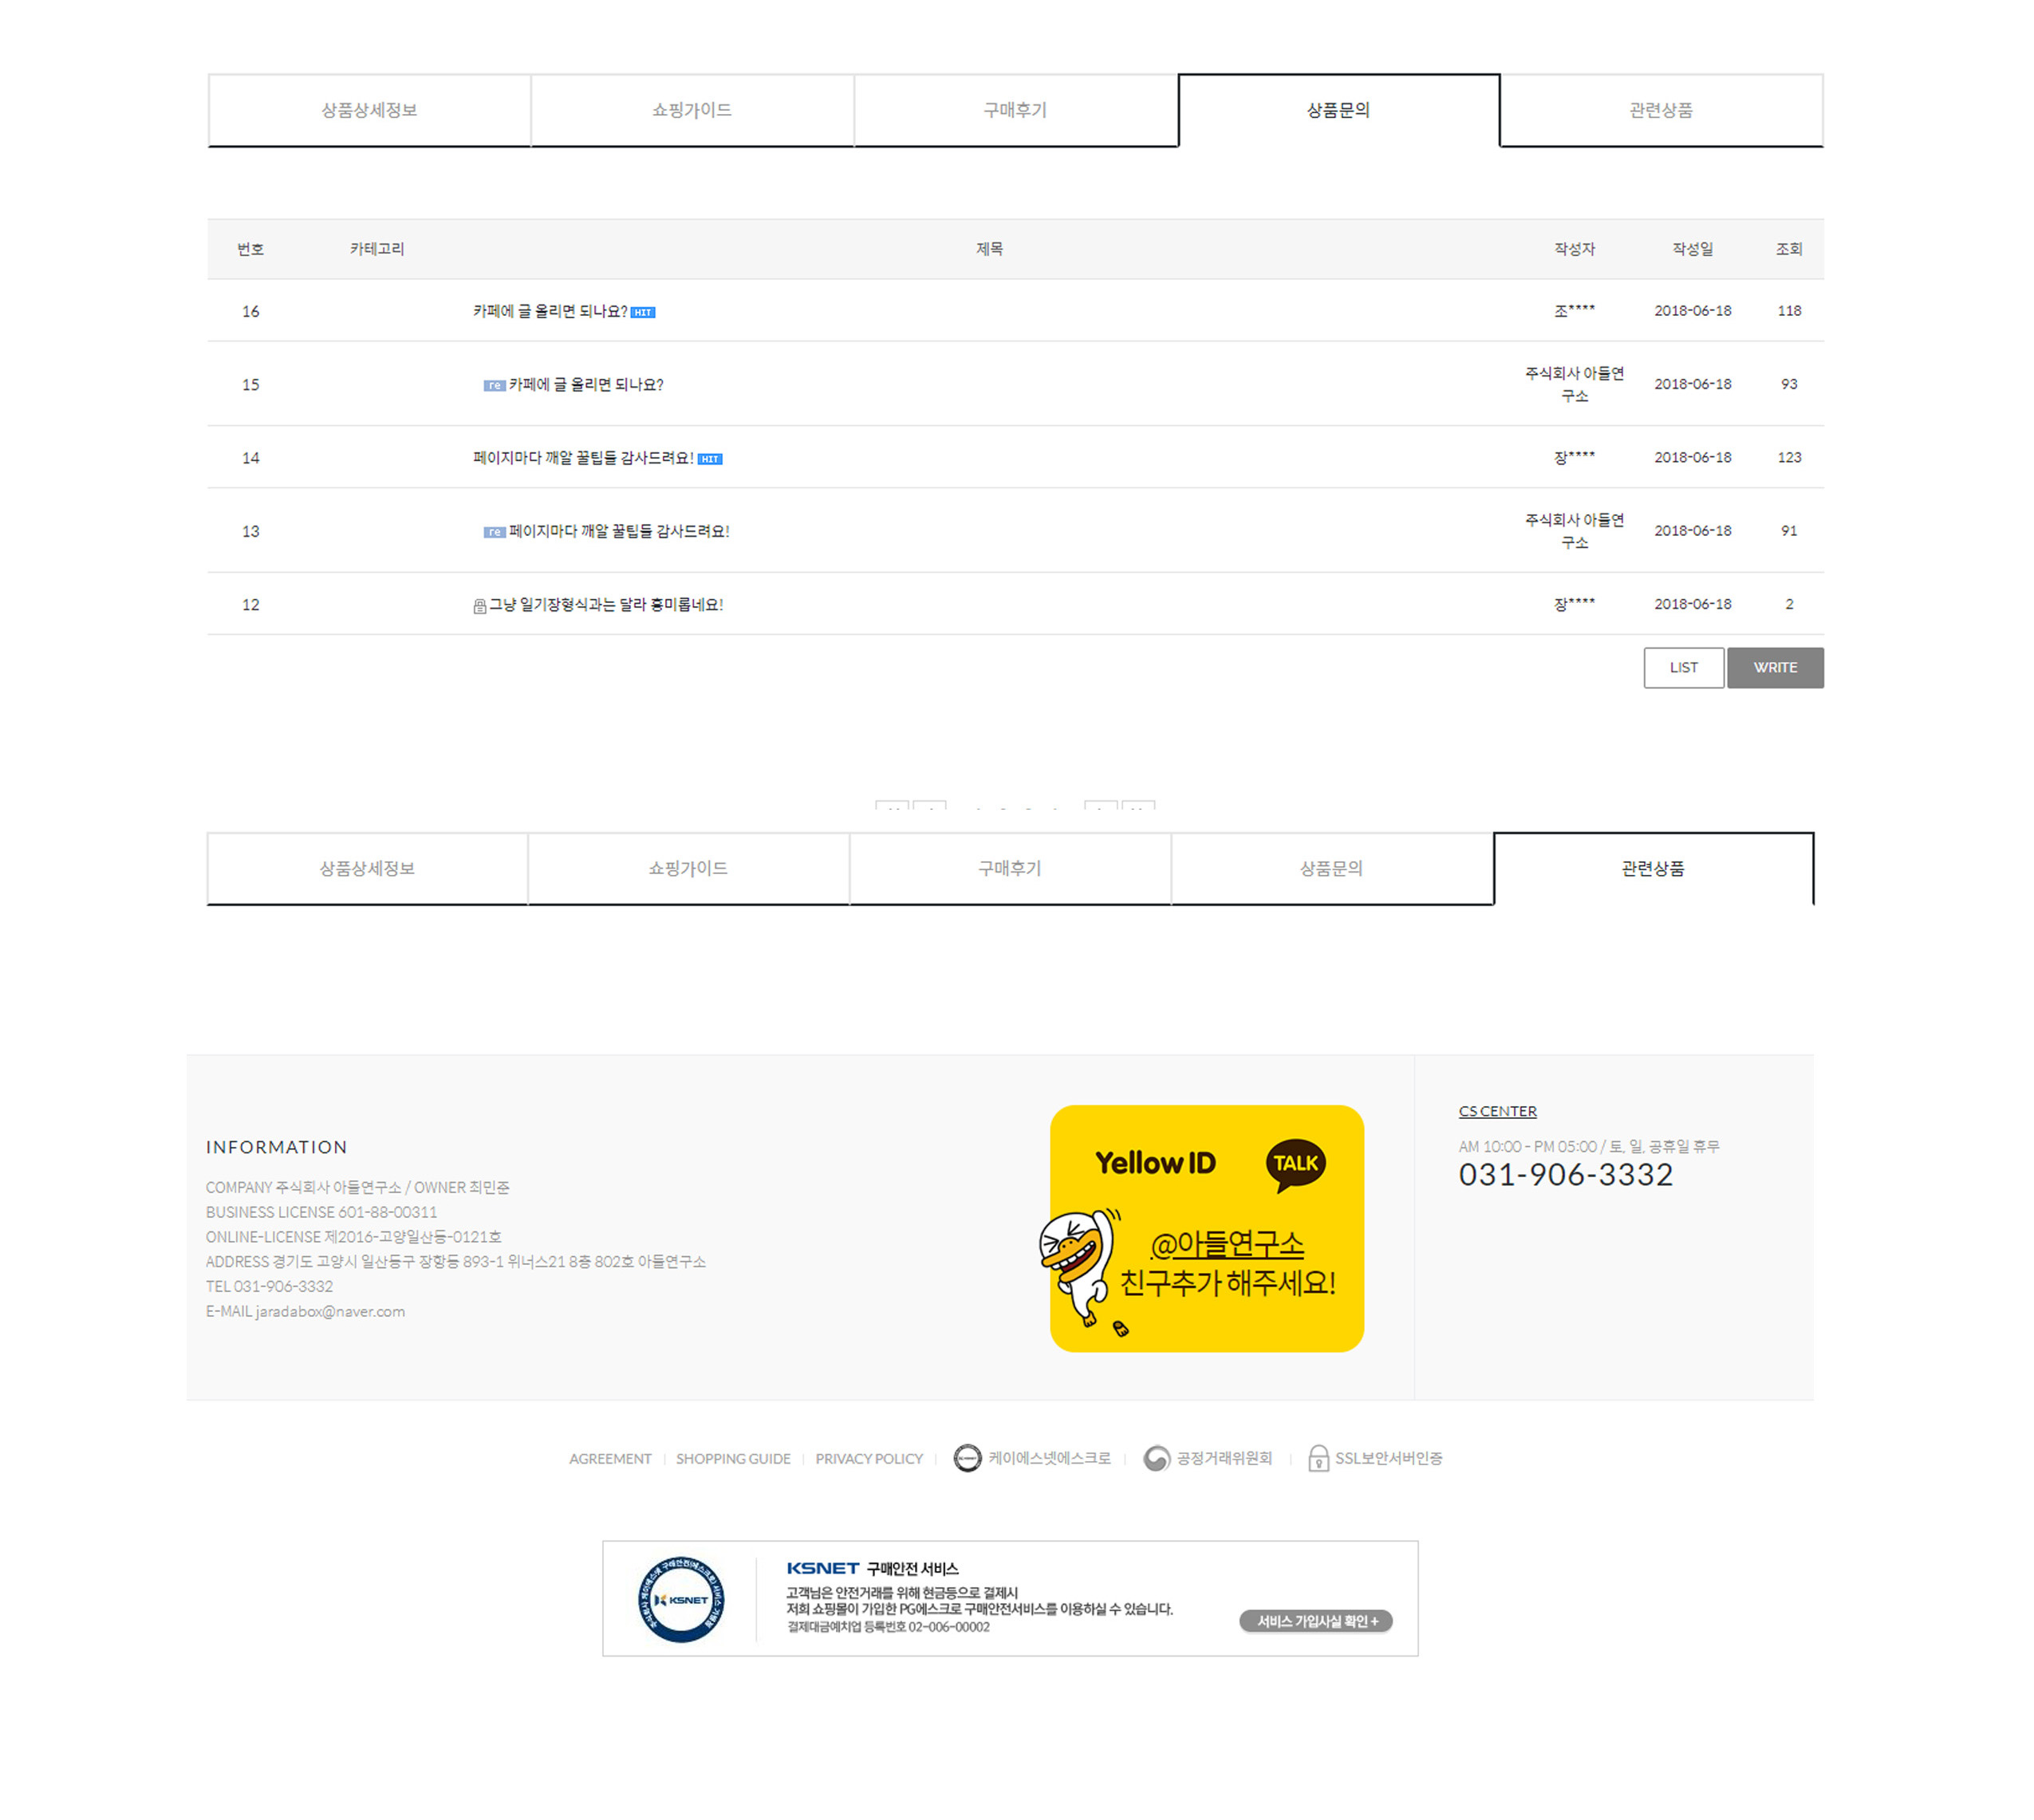 상품상세정보 쇼핑가이드 구매후기 상품문의 관련상품
번호 카테고리 제목 작성자 작성일 조회
16 카페에 글 올리면 되나요? HIT 조**** 2018-06-18 118
15 re 카페에 글 올리면 되나요? 주식회사 아들연구소 2018-06-18 93
14 페이지마다 깨알 꿀팁들 감사드려요! HIT 장**** 2018-06-18 123
13 re 페이지마다 깨알 꿀팁들 감사드려요! 주식회사 아들연구소 2018-06-18 91
12 그냥 일기장형식과는 달라 흥미롭네요! 장**** 2018-06-18 2
LIST WRITE
상품상세정보 쇼핑가이드 구매후기 상품문의 관련상품
INFORMATION
COMPANY 주식회사 아들연구소 / OWNER 최민준
BUSINESS LICENSE 601-88-00311
ONLINE-LICENSE 제2016-고양일산동-0121호
ADDRESS 경기도 고양시 일산동구 장항동 893-1 위너스21 8층 802호 아들연구소
TEL 031-906-3332
E-MAIL jaradabox@naver.com
Yellow ID TALK
@아들연구소
친구추가 해주세요!
CS CENTER
AM 10:00 - PM 05:00 / 토, 일, 공휴일 휴무
031-906-3332
AGREEMENT SHOPPING GUIDE PRIVACY POLICY 케이에스넷에스크로 공정거래위원회 SSL보안서버인증
KSNET
KSNET 구매안전 서비스
고객님은 안전거래를 위해 현금등으로 결제시
저희 쇼핑몰이 가입한 PG에스크로 구매안전서비스를 이용하실 수 있습니다.
결제대금예치업 등록번호 02-006-00002
서비스 가입사실 확인 +